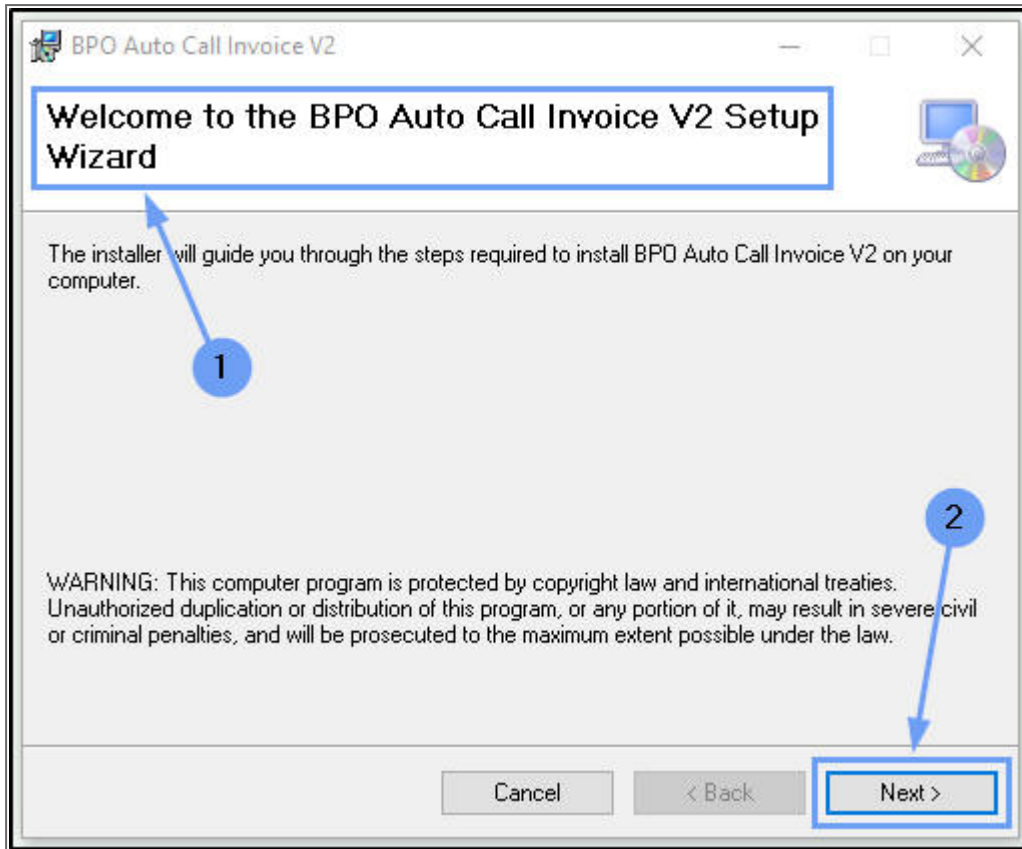 BPO Auto Call Invoice V2
Welcome to the BPO Auto Call Invoice V2 Setup
Wizard
The installer will guide you through the steps required to install BPO Auto Call Invoice V2 on your
computer.
1
2
WARNING: This computer program is protected by copyright law and international treaties.
Unauthorized duplication or distribution of this program, or any portion of it, may result in severe civil
or criminal penalties, and will be prosecuted to the maximum extent possible under the law.
Cancel
< Back
Next >